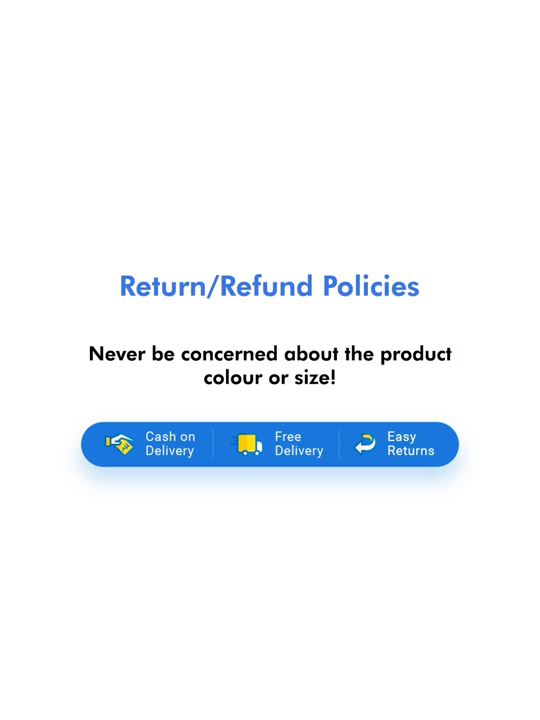 Return/Refund Policies
Never be concerned about the product
colour or size!
Cash on
Delivery
Free
Delivery
Easy
Returns